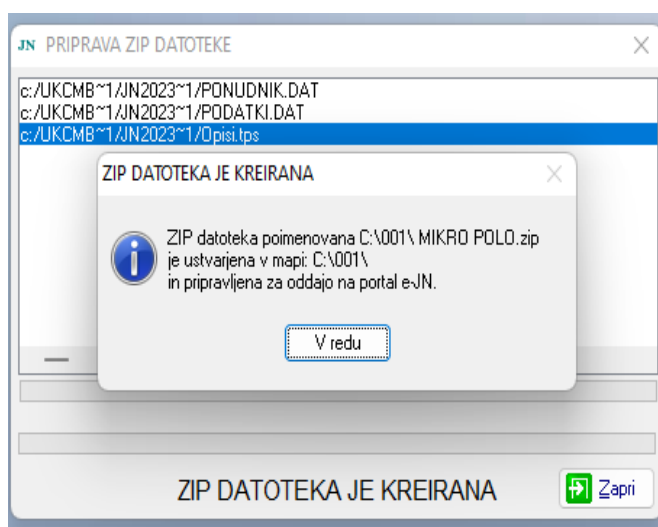 JN PRIPRAVA ZIP DATOTEKE
c:/UKCMB~1/JN2023~1/PONUDNIK.DAT
c:/UKCMB~1/JN2023~1/PODATKI.DAT
c:/UKCMB~1/JN2023~1/Opisi.tps
ZIP DATOTEKA JE KREIRANA
ZIP datoteka poimenovana C:\001\ MIKRO POLO.zip
je ustvarjena v mapi: C:\001\
in pripravljena za oddajo na portal e-JN.
V redu
ZIP DATOTEKA JE KREIRANA
Zapri